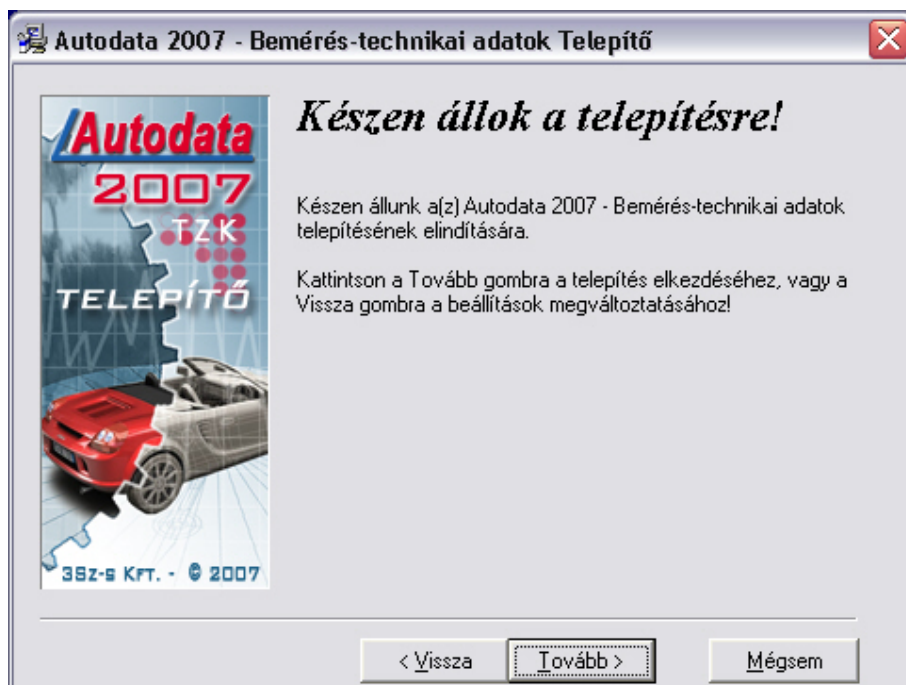 Autodata 2007 - Bemérés-technikai adatok Telepítő
Autodata
2007
TZK
TELEPÍTŐ
3Sz-s Kft. - © 2007
Készen állok a telepítésre!
Készen állunk a(z) Autodata 2007 - Bemérés-technikai adatok
telepítésének elindítására.
Kattintson a Tovább gombra a telepítés elkezdéséhez, vagy a
Vissza gombra a beállítások megváltoztatásához!
< Vissza
Tovább >
Mégsem